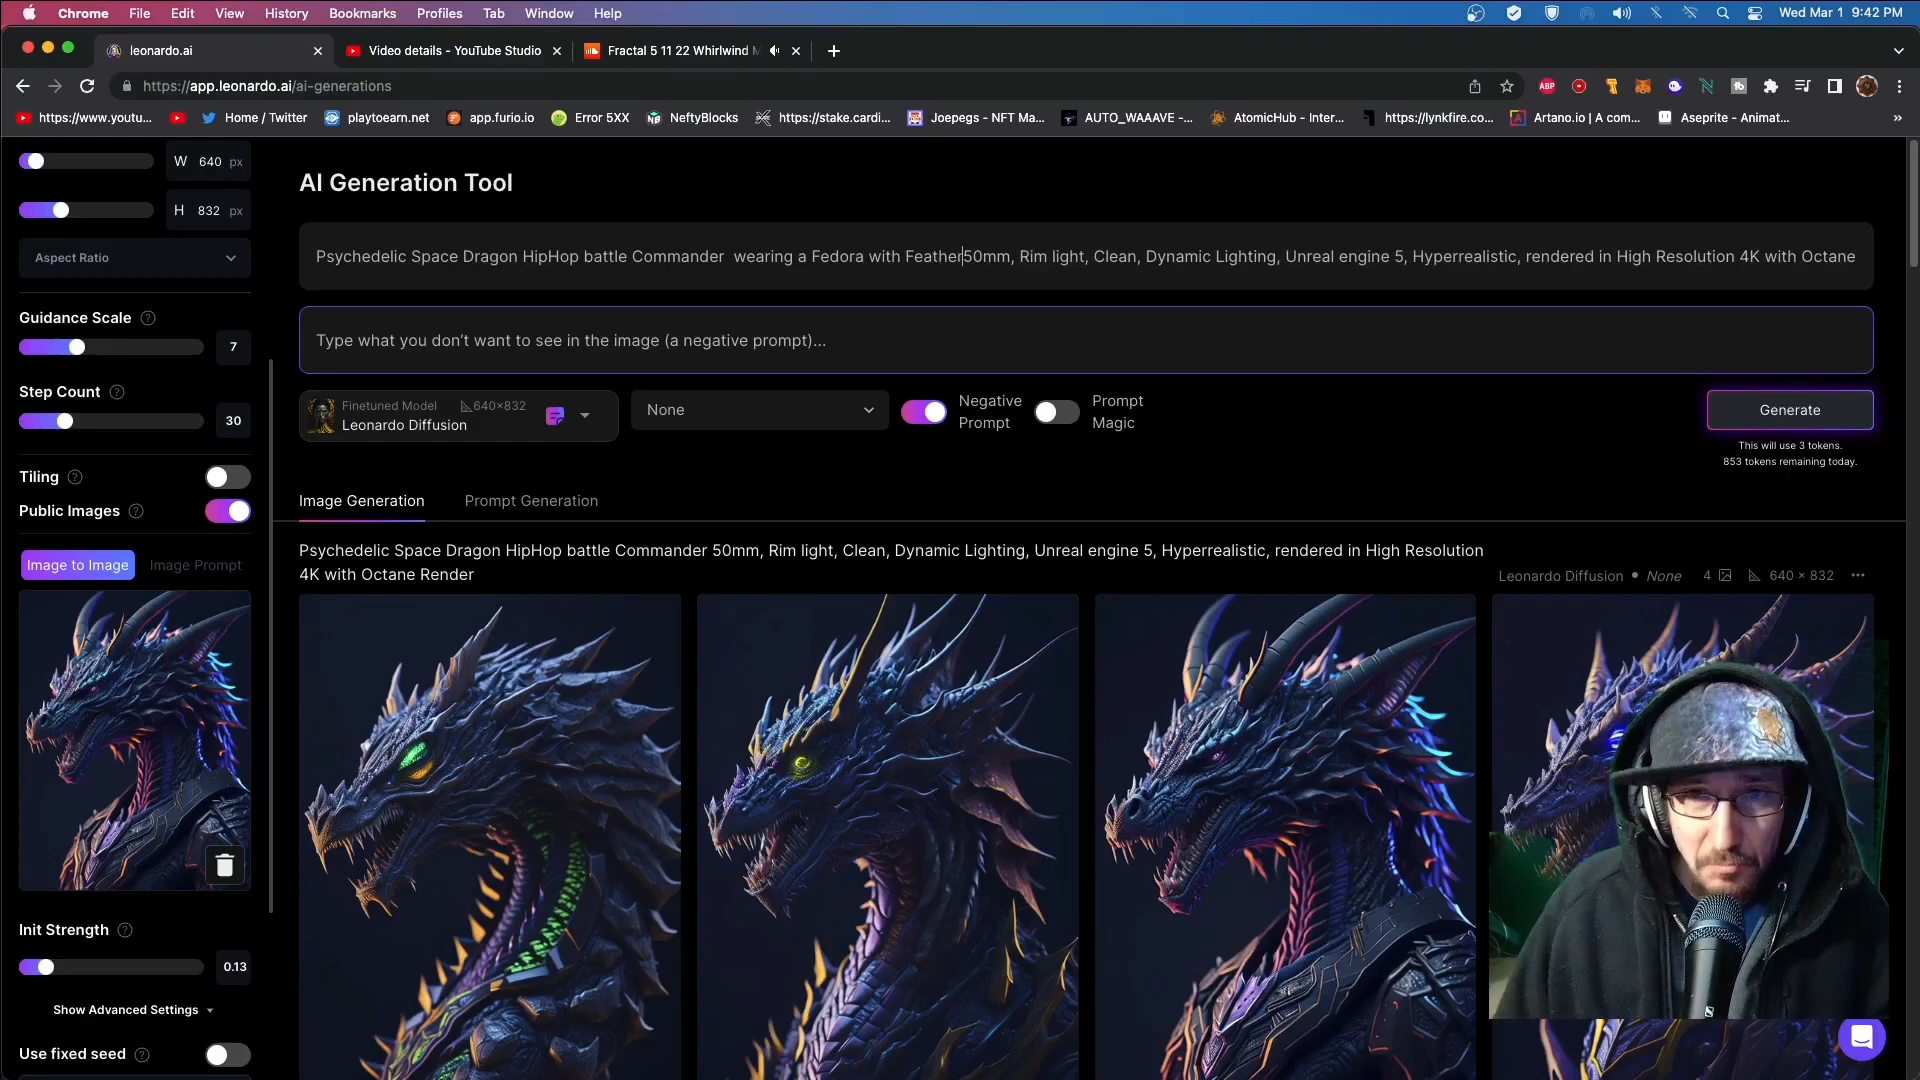 Chrome File Edit View History Bookmarks Profiles Tab Window Help Wed Mar 1 9:42 PM
leonardo.ai Video details - YouTube Studio Fractal 5 11 22 Whirlwind M
https://app.leonardo.ai/ai-generations
ABP
https://www.youtu... Home / Twitter playtoearn.net app.furio.io Error 5XX NeftyBlocks https://stake.cardi... Joepegs - NFT Ma... AUTO_WAAAVE -... AtomicHub - Inter... https://lynkfire.co... Artano.io | A com... Aseprite - Animat... »
W 640 px
H 832 px
Aspect Ratio
Guidance Scale ?
7
Step Count ?
30
Tiling ?
Public Images ?
Image to Image Image Prompt
Init Strength ?
0.13
Show Advanced Settings
Use fixed seed ?
AI Generation Tool
Psychedelic Space Dragon HipHop battle Commander  wearing a Fedora with Feather50mm, Rim light, Clean, Dynamic Lighting, Unreal engine 5, Hyperrealistic, rendered in High Resolution 4K with Octane
Type what you don't want to see in the image (a negative prompt)...
Finetuned Model 640×832
Leonardo Diffusion
None
Negative
Prompt
Prompt
Magic
Generate
This will use 3 tokens.
853 tokens remaining today.
Image Generation Prompt Generation
Psychedelic Space Dragon HipHop battle Commander 50mm, Rim light, Clean, Dynamic Lighting, Unreal engine 5, Hyperrealistic, rendered in High Resolution
4K with Octane Render
Leonardo Diffusion • None 4 640 × 832 ...